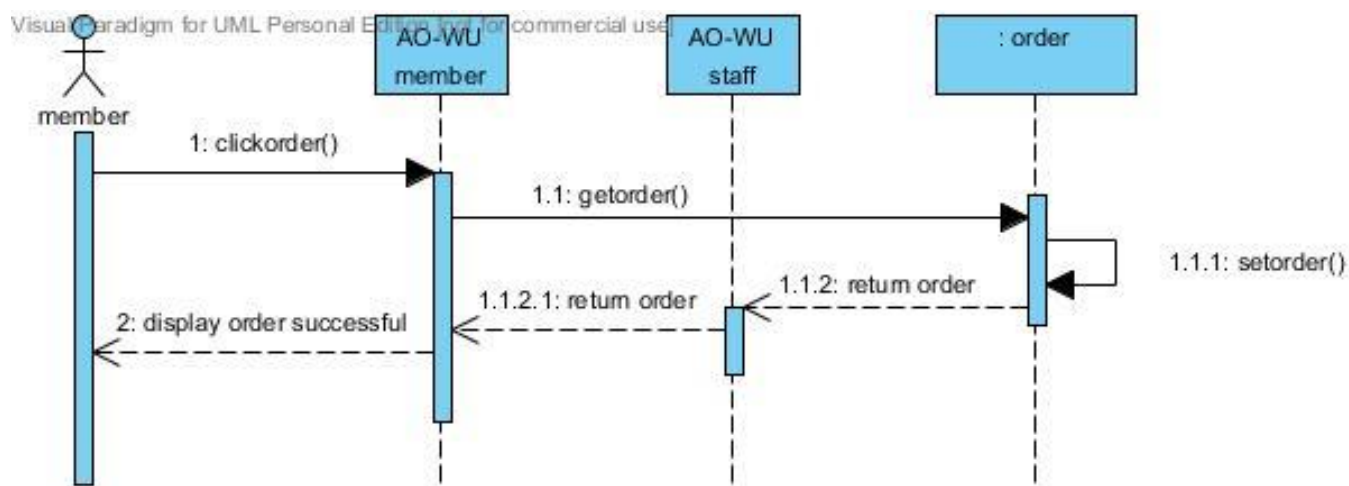 Visual Paradigm for UML Personal Edition [not for commercial use]
member
AO-WU
member
AO-WU
staff
: order
1: clickorder()
1.1: getorder()
1.1.1: setorder()
1.1.2: return order
1.1.2.1: return order
2: display order successful